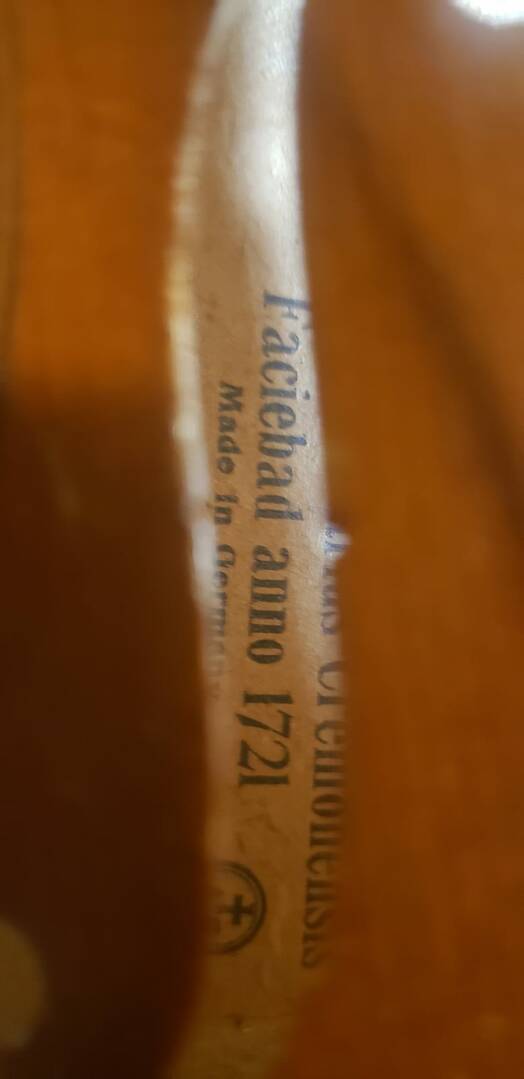 Cremonensis
Faciebad anno 1721
Made in Germany